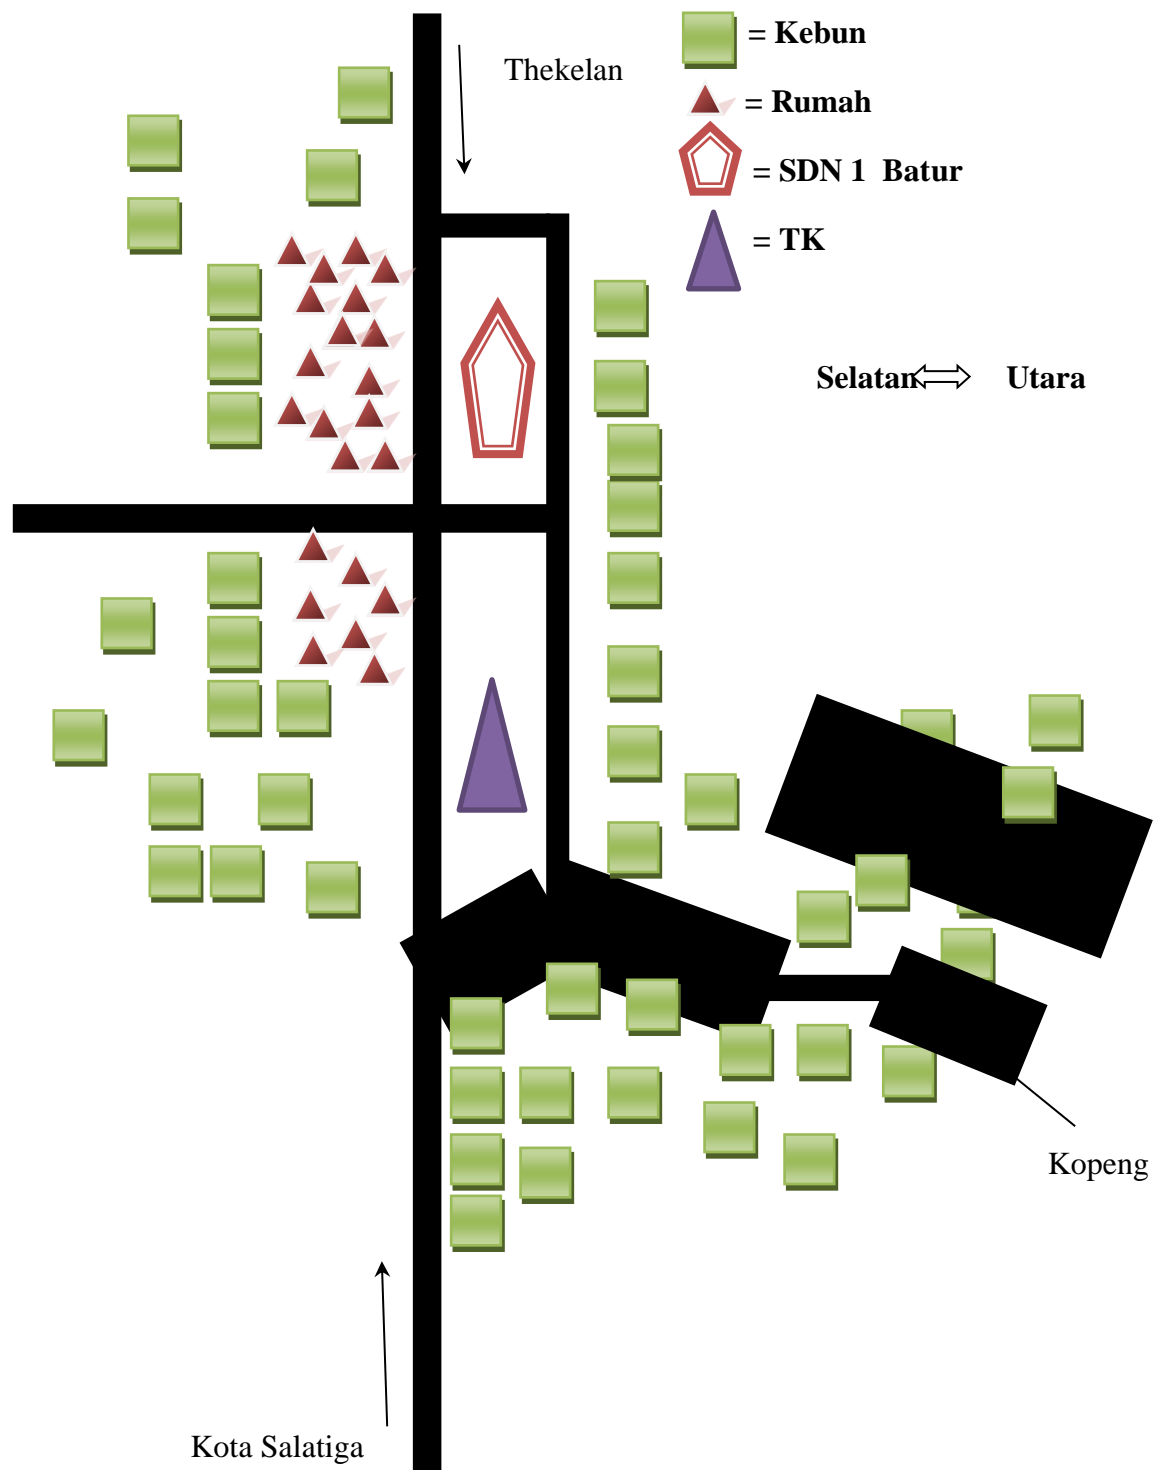 = Kebun
Thekelan
= Rumah
= SDN 1 Batur
= TK
Selatan Utara
Kopeng
Kota Salatiga